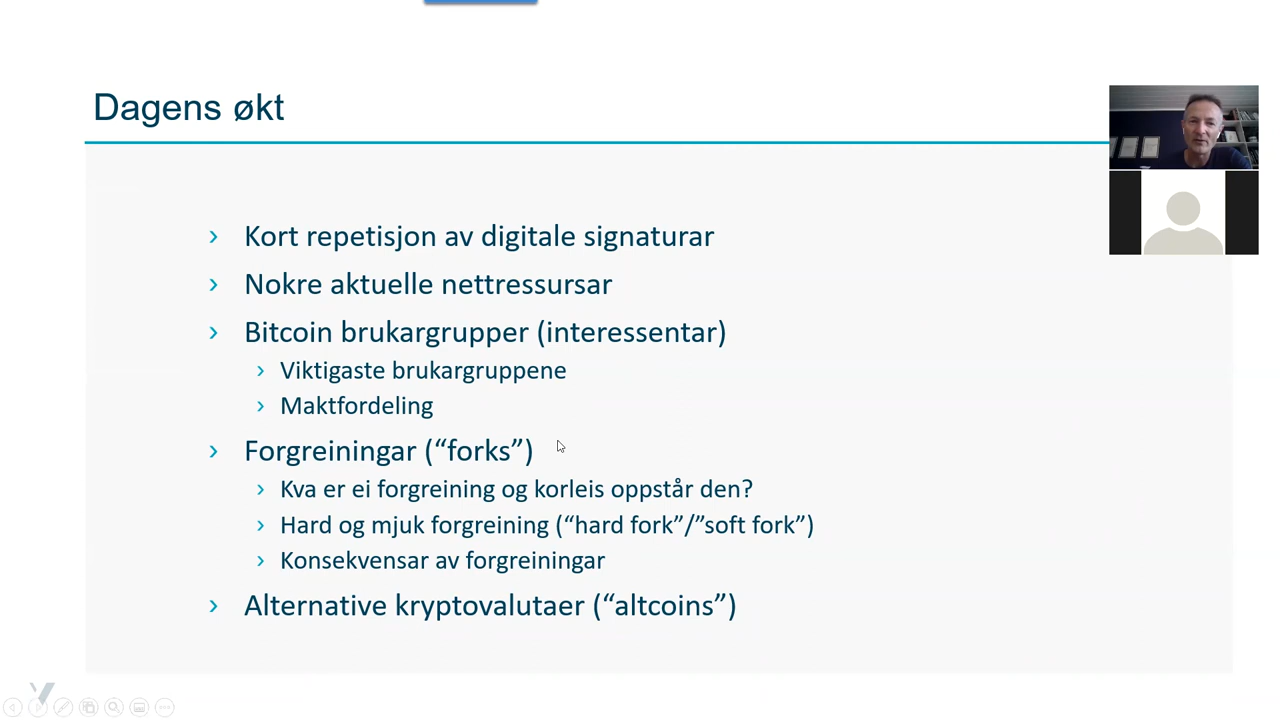 Dagens økt
Kort repetisjon av digitale signaturar
Nokre aktuelle nettressursar
Bitcoin brukargrupper (interessentar)
Viktigaste brukargruppene
Maktfordeling
Forgreiningar (“forks”)
Kva er ei forgreining og korleis oppstår den?
Hard og mjuk forgreining (“hard fork”/”soft fork”)
Konsekvensar av forgreiningar
Alternative kryptovalutaer (“altcoins”)